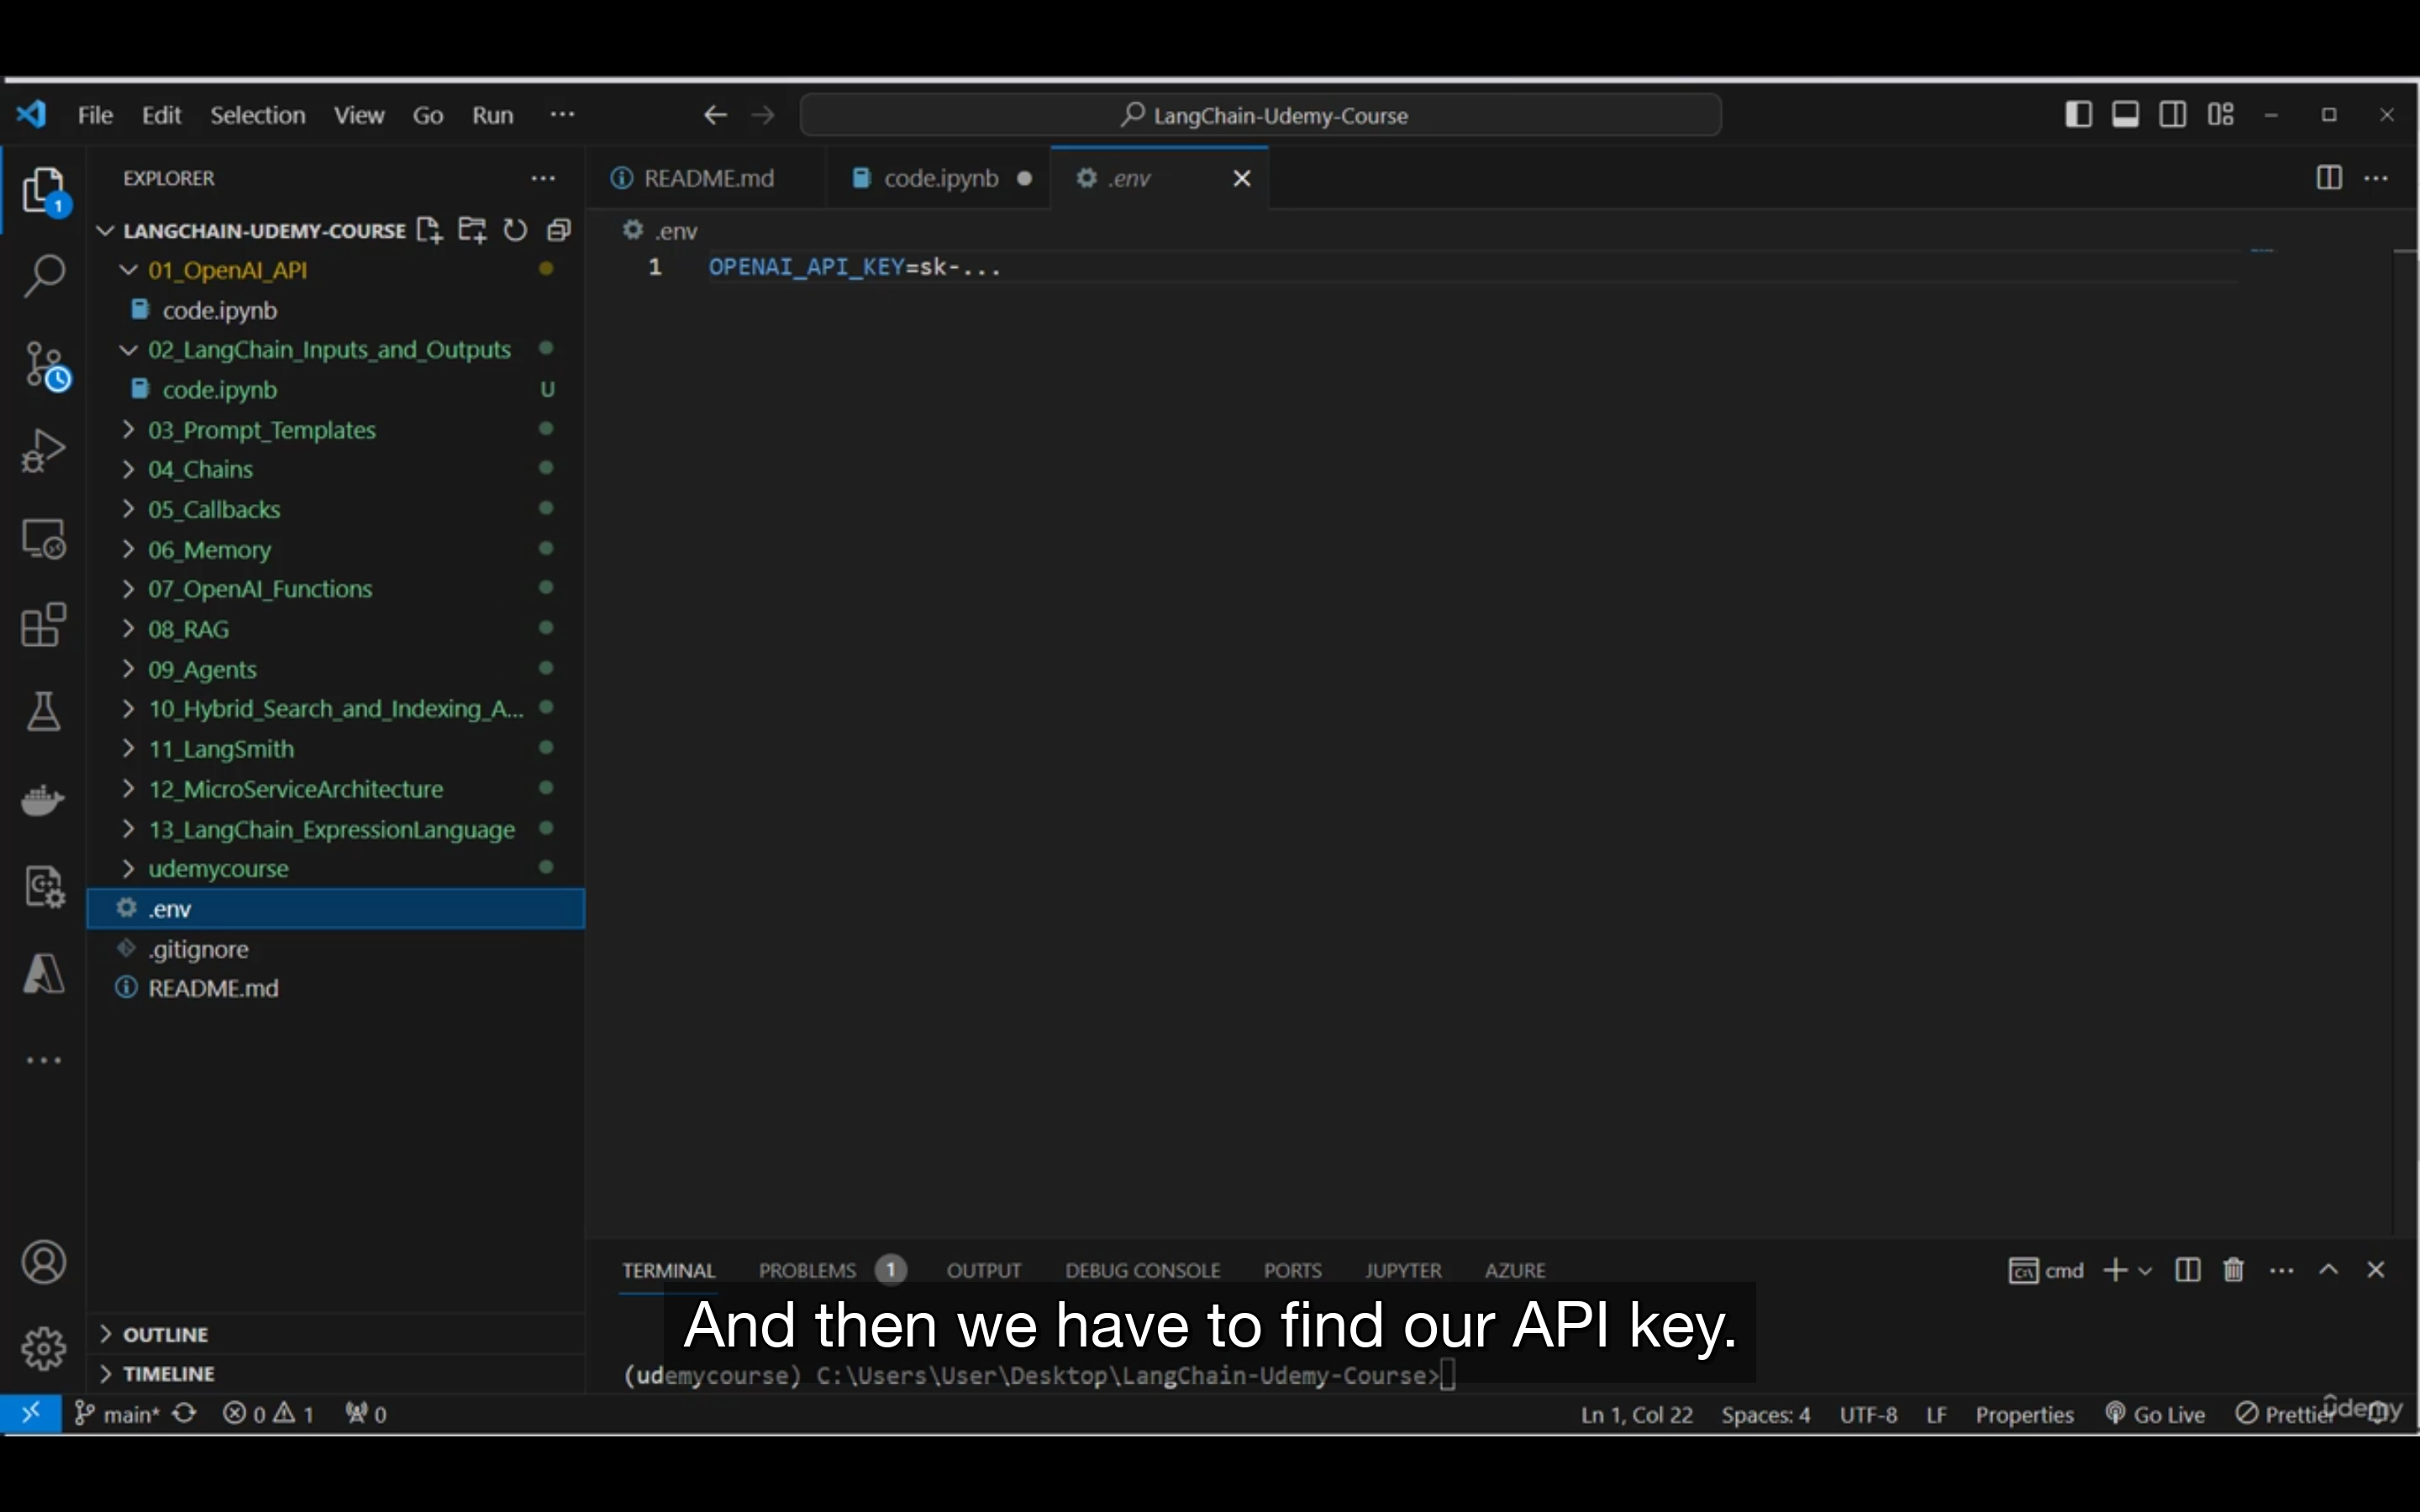 File Edit Selection View Go Run ...
LangChain-Udemy-Course
EXPLORER
README.md code.ipynb .env
1
LANGCHAIN-UDEMY-COURSE
.env
01_OpenAI_API
1 OPENAI_API_KEY=sk-...
code.ipynb
02_LangChain_Inputs_and_Outputs
code.ipynb U
03_Prompt_Templates
04_Chains
05_Callbacks
06_Memory
07_OpenAI_Functions
08_RAG
09_Agents
10_Hybrid_Search_and_Indexing_A...
11_LangSmith
12_MicroServiceArchitecture
13_LangChain_ExpressionLanguage
udemycourse
.env
.gitignore
README.md
TERMINAL PROBLEMS 1 OUTPUT DEBUG CONSOLE PORTS JUPYTER AZURE
cmd
And then we have to find our API key.
OUTLINE
TIMELINE
(udemycourse) C:\Users\User\Desktop\LangChain-Udemy-Course>
main* 0 1 0
Ln 1, Col 22 Spaces: 4 UTF-8 LF Properties Go Live Prettier
udemy